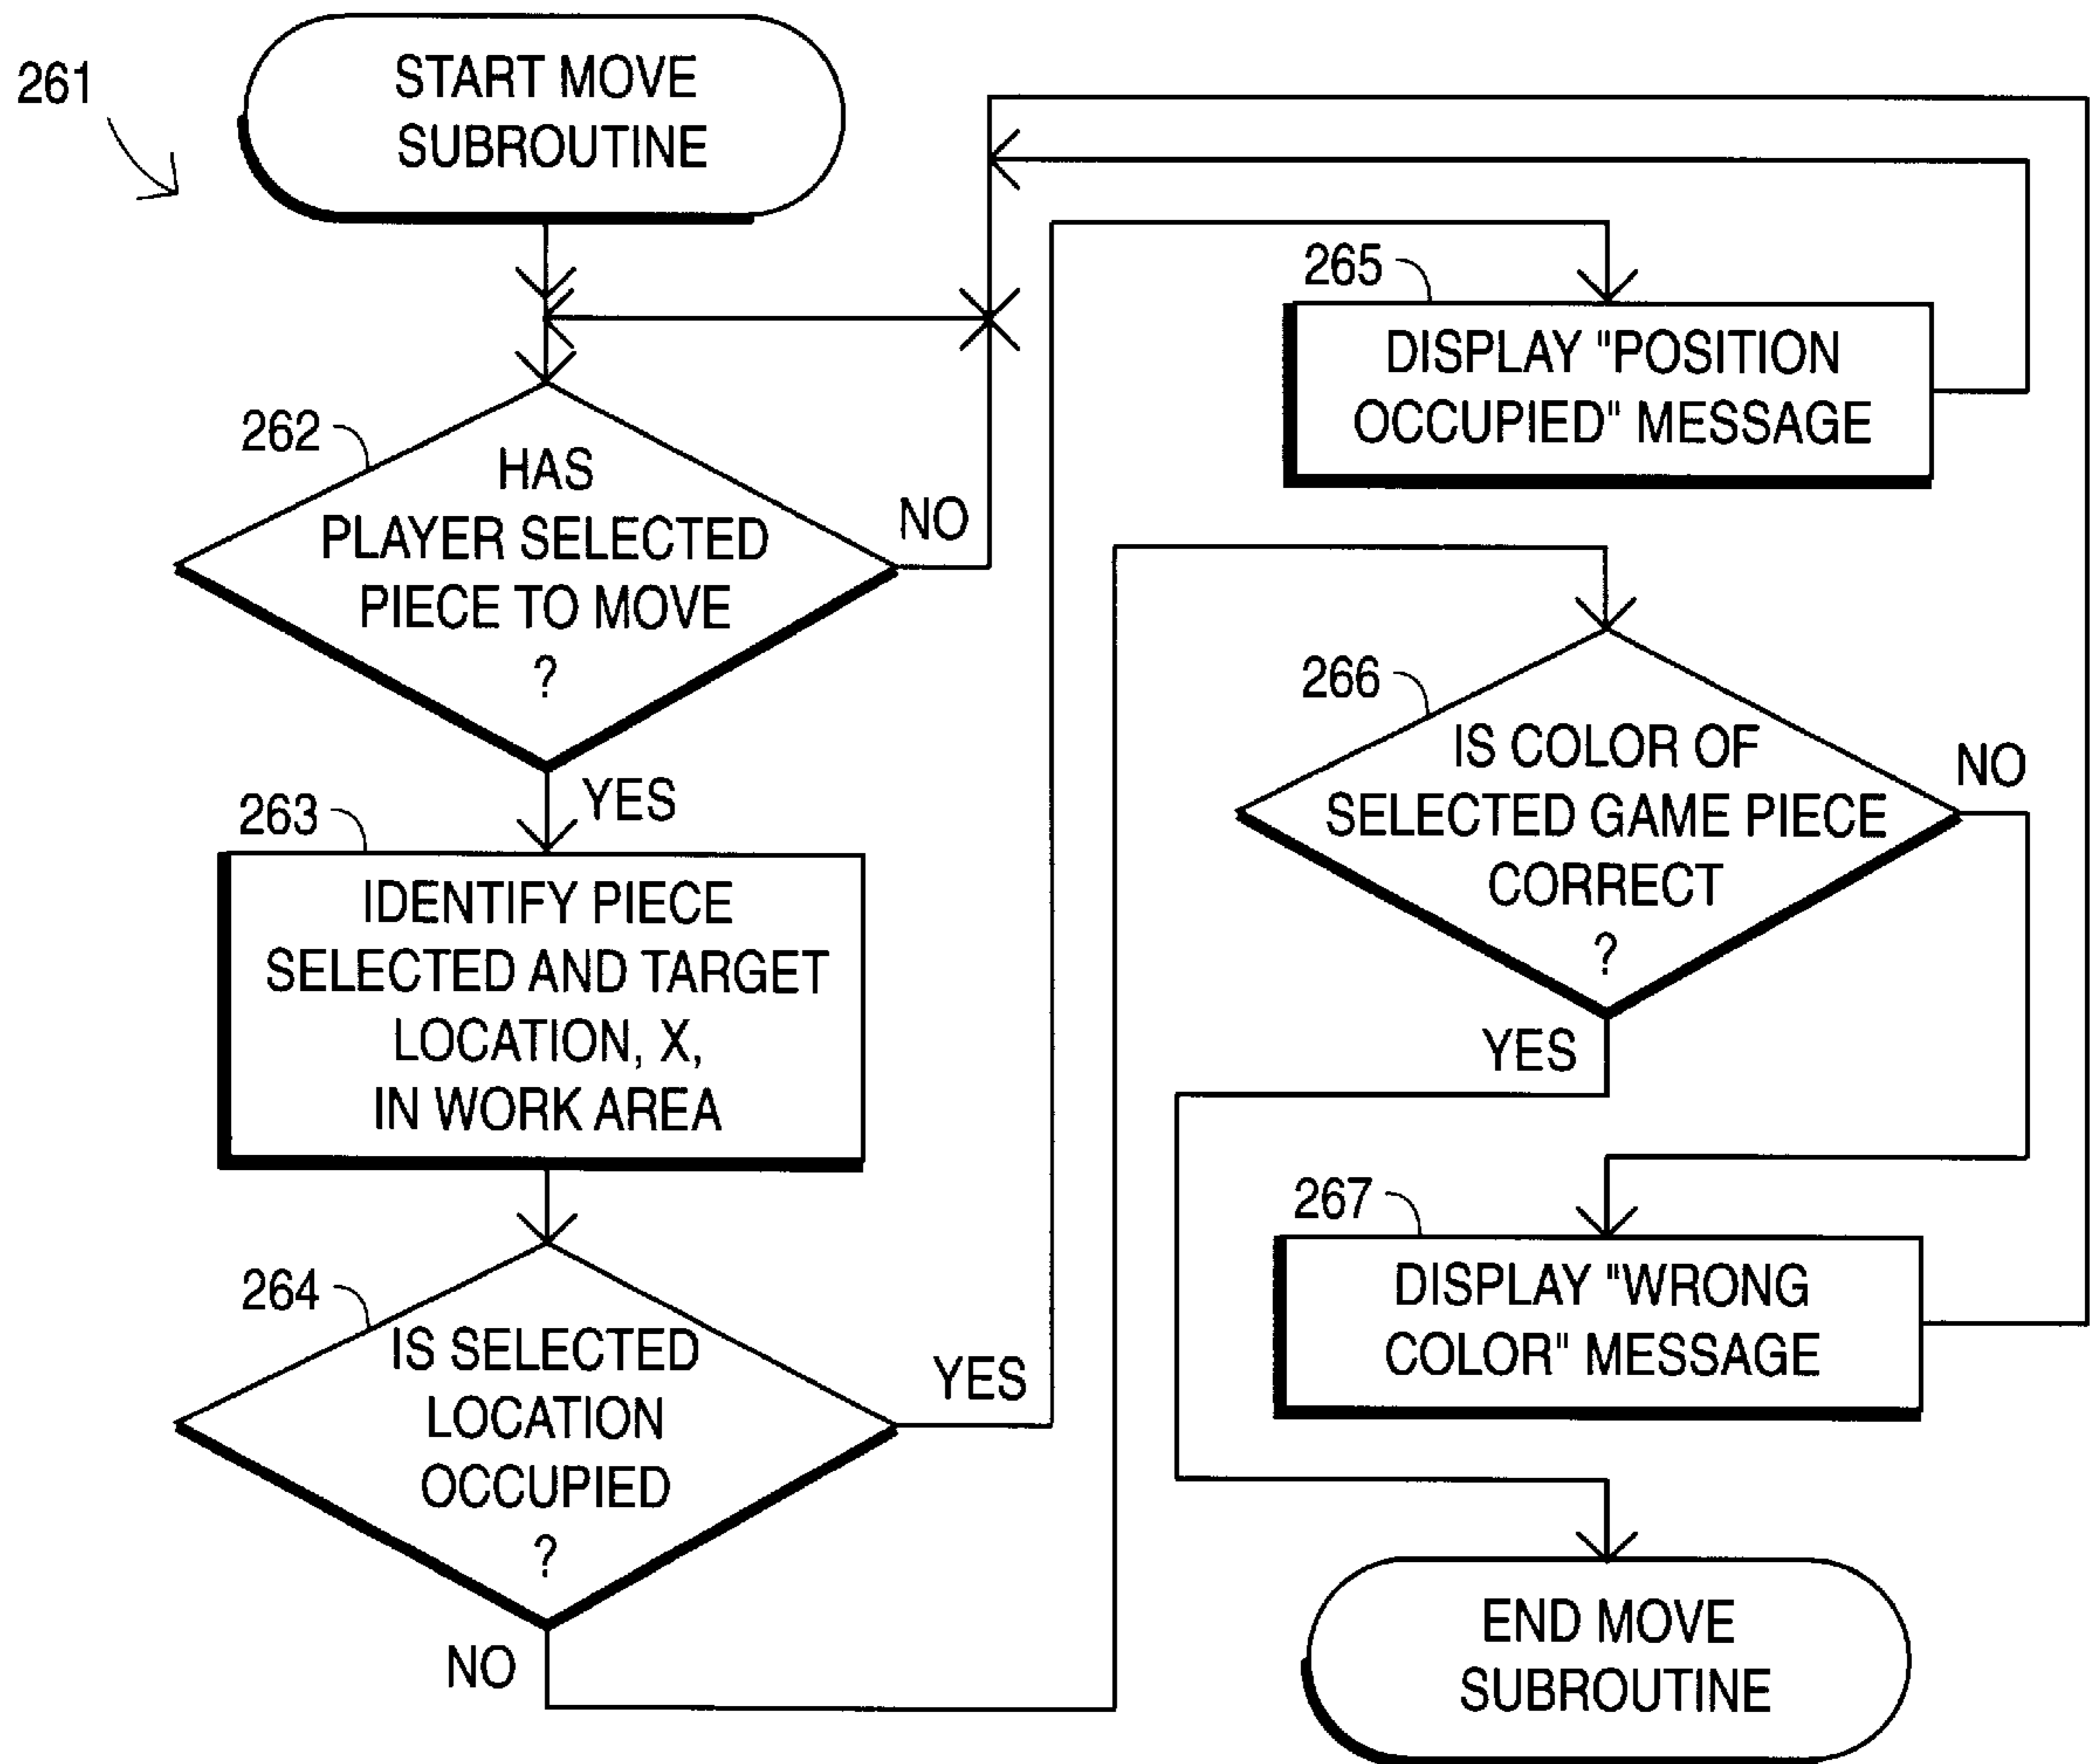 261
START MOVE
SUBROUTINE
262
HAS
PLAYER SELECTED
PIECE TO MOVE
?
NO
YES
263
IDENTIFY PIECE
SELECTED AND TARGET
LOCATION, X,
IN WORK AREA
264
IS SELECTED
LOCATION
OCCUPIED
?
YES
NO
265
DISPLAY "POSITION
OCCUPIED" MESSAGE
266
IS COLOR OF
SELECTED GAME PIECE
CORRECT
?
NO
YES
267
DISPLAY "WRONG
COLOR" MESSAGE
END MOVE
SUBROUTINE